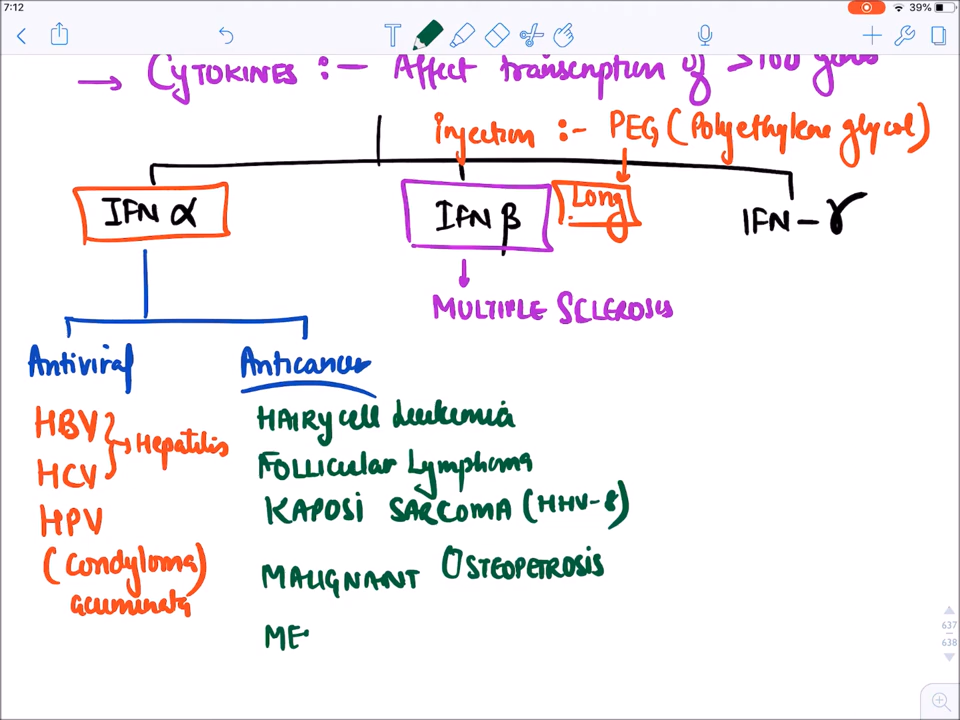 7:12
39%
→ CYTOKINES :- Affect transcription of >100 genes
Injection :- PEG (Polyethylene glycol)
IFN α
IFN β
Long
IFN-γ
MULTIPLE SCLEROSIS
Antiviral
Anticancer
HBV
HCV
Hepatitis
HPV
(Condyloma)
acuminata
HAIRY cell leukemia
FOLLICULAR Lymphoma
KAPOSI SARCOMA (HHV-8)
MALIGNANT OSTEOPETROSIS
ME
637
638